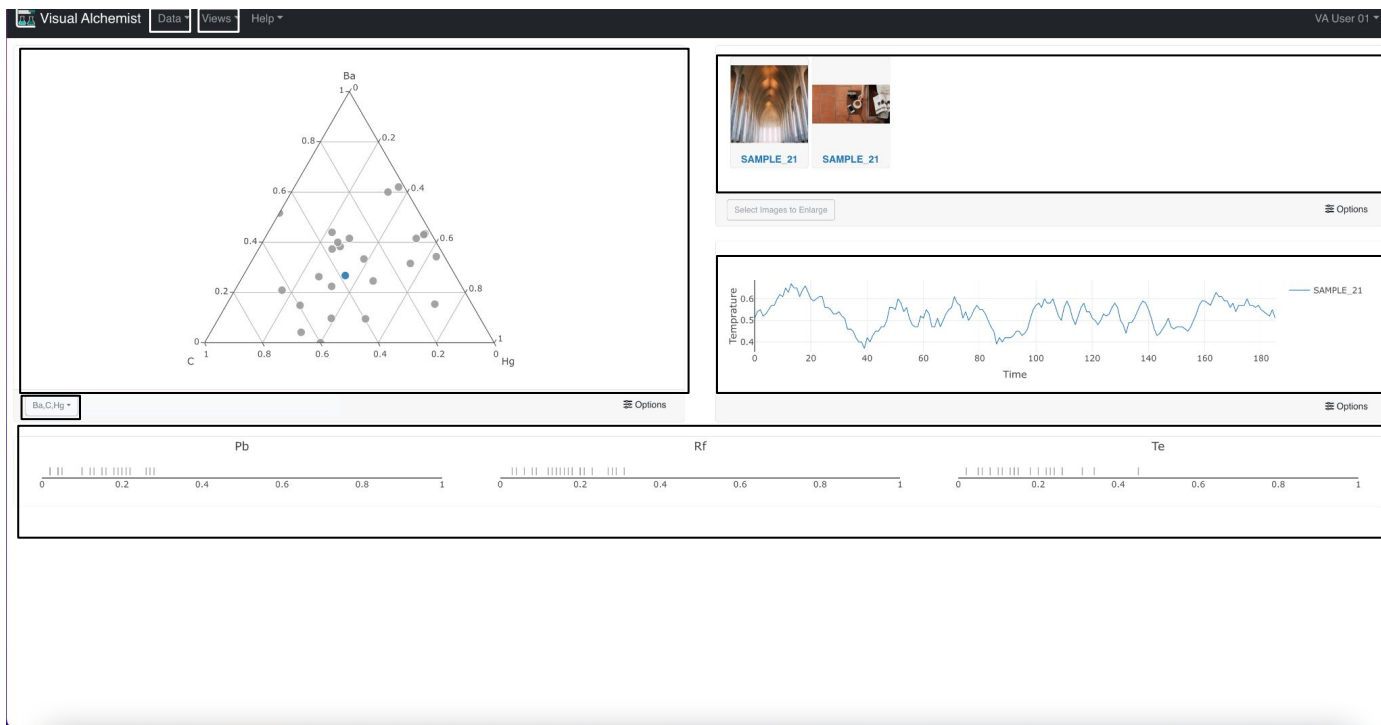 Visual Alchemist Data Views Help VA User 01
Ba
1 0
0.8 0.2
0.6 0.4
0.4 0.6
0.2 0.8
0 1
1 0.8 0.6 0.4 0.2 0
C Hg
Ba,C,Hg Options
SAMPLE_21 SAMPLE_21
Select Images to Enlarge Options
Temprature
0.6
0.5
0.4
0 20 40 60 80 100 120 140 160 180
Time
SAMPLE_21
Options
Pb
0 0.2 0.4 0.6 0.8 1
Rf
0 0.2 0.4 0.6 0.8 1
Te
0 0.2 0.4 0.6 0.8 1